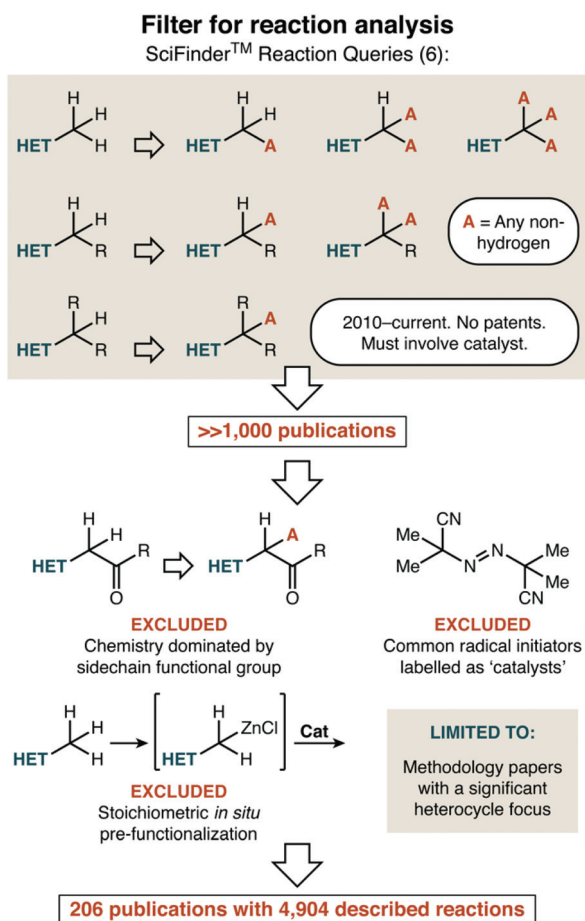 Filter for reaction analysis
SciFinder™ Reaction Queries (6):
H
H
H
HET
H
H
A
HET
H
A
A
HET
A
A
A
HET
H
H
R
HET
H
A
R
HET
A
A
R
HET
A = Any non-
hydrogen
R
H
R
HET
R
A
R
HET
2010–current. No patents.
Must involve catalyst.
>>1,000 publications
H
H
R
HET
O
H
A
R
HET
O
CN
Me
Me
N
N
Me
Me
CN
EXCLUDED
Chemistry dominated by
sidechain functional group
EXCLUDED
Common radical initiators
labelled as ‘catalysts’
H
H
H
HET
H
ZnCl
H
HET
Cat
EXCLUDED
Stoichiometric in situ
pre-functionalization
LIMITED TO:
Methodology papers
with a significant
heterocycle focus
206 publications with 4,904 described reactions